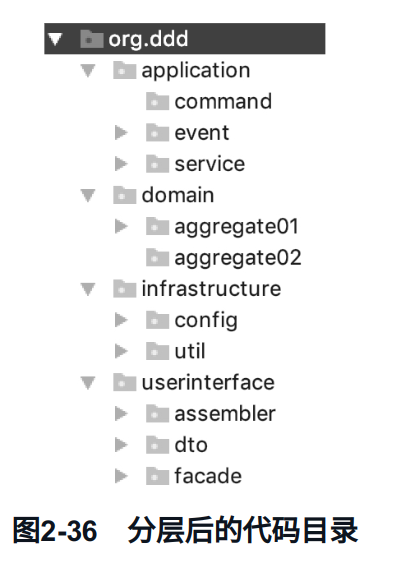 org.ddd
application
command
event
service
domain
aggregate01
aggregate02
infrastructure
config
util
userinterface
assembler
dto
facade
图2-36 分层后的代码目录